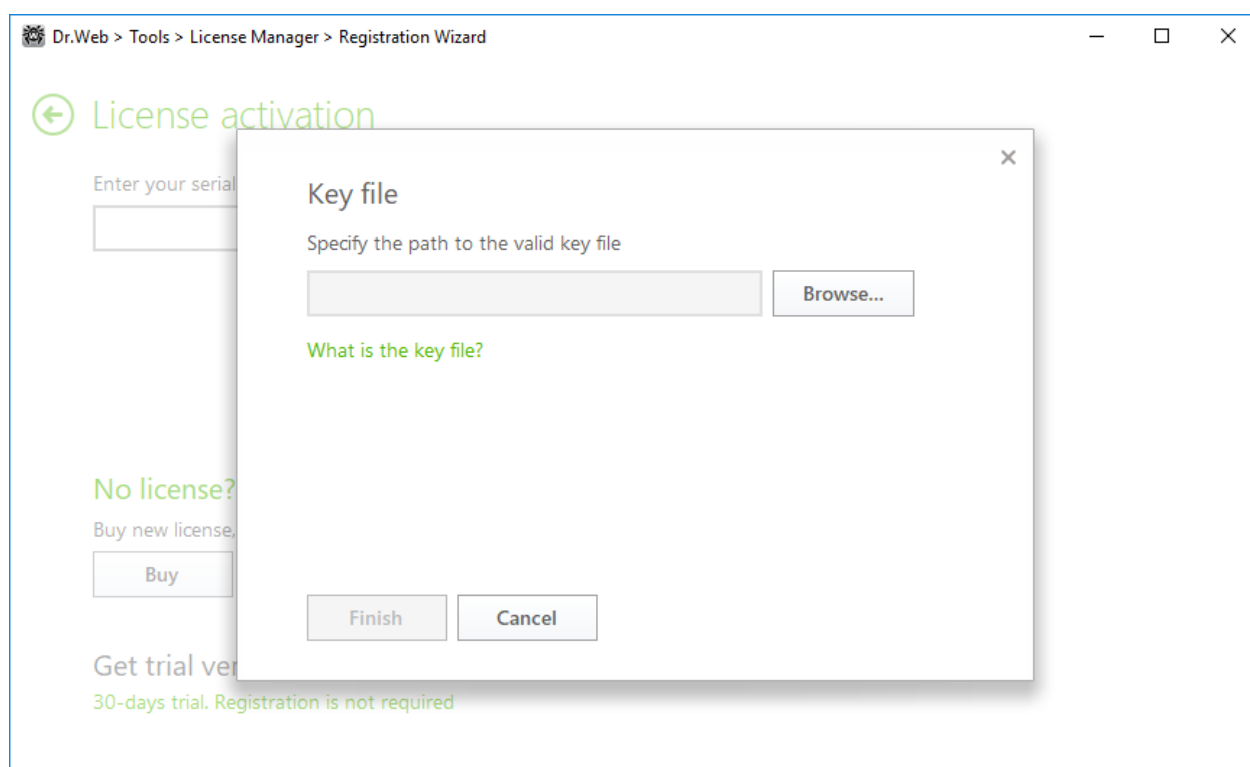 Dr.Web > Tools > License Manager > Registration Wizard
License activation
Enter your serial
Key file
Specify the path to the valid key file
Browse...
What is the key file?
No license?
Buy new license,
Buy
Finish
Cancel
Get trial ver
30-days trial. Registration is not required